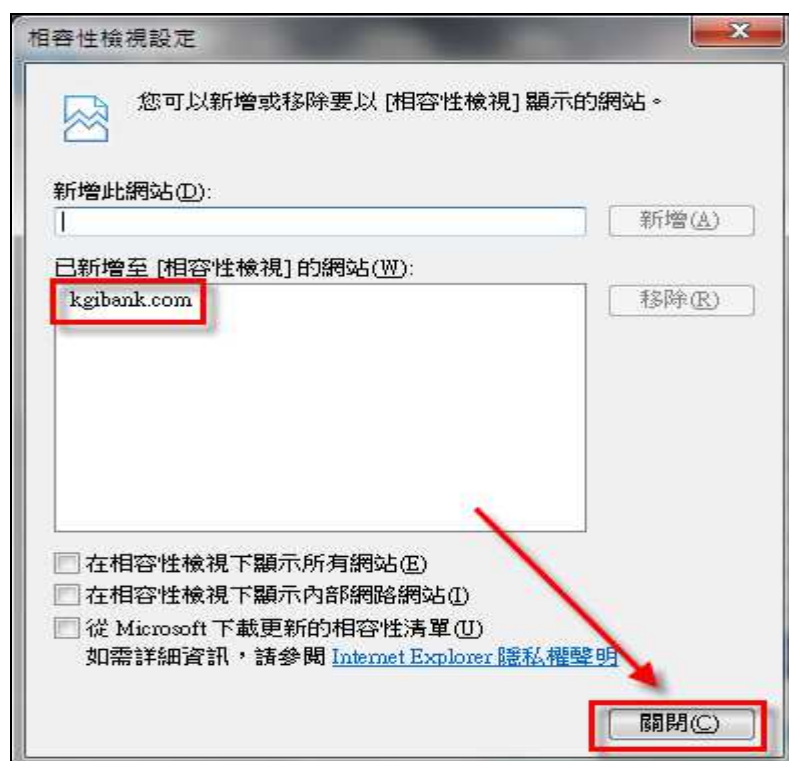 相容性檢視設定
您可以新增或移除要以 [相容性檢視] 顯示的網站。
新增此網站(D):
新增(A)
已新增至 [相容性檢視] 的網站(W):
kgibank.com
移除(R)
在相容性檢視下顯示所有網站(E)
在相容性檢視下顯示內部網路網站(I)
從 Microsoft 下載更新的相容性清單(U)
如需詳細資訊，請參閱 Internet Explorer 隱私權聲明
關閉(C)